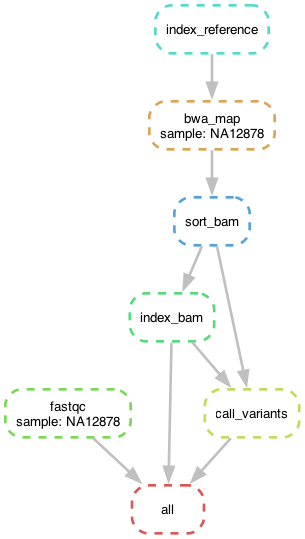 index_reference
bwa_map
sample: NA12878
sort_bam
index_bam
fastqc
sample: NA12878
call_variants
all